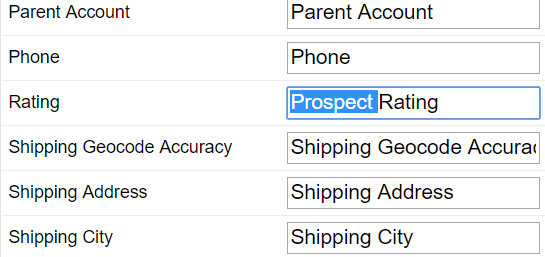 Parent Account Parent Account
Phone Phone
Rating Prospect Rating
Shipping Geocode Accuracy Shipping Geocode Accurac
Shipping Address Shipping Address
Shipping City Shipping City